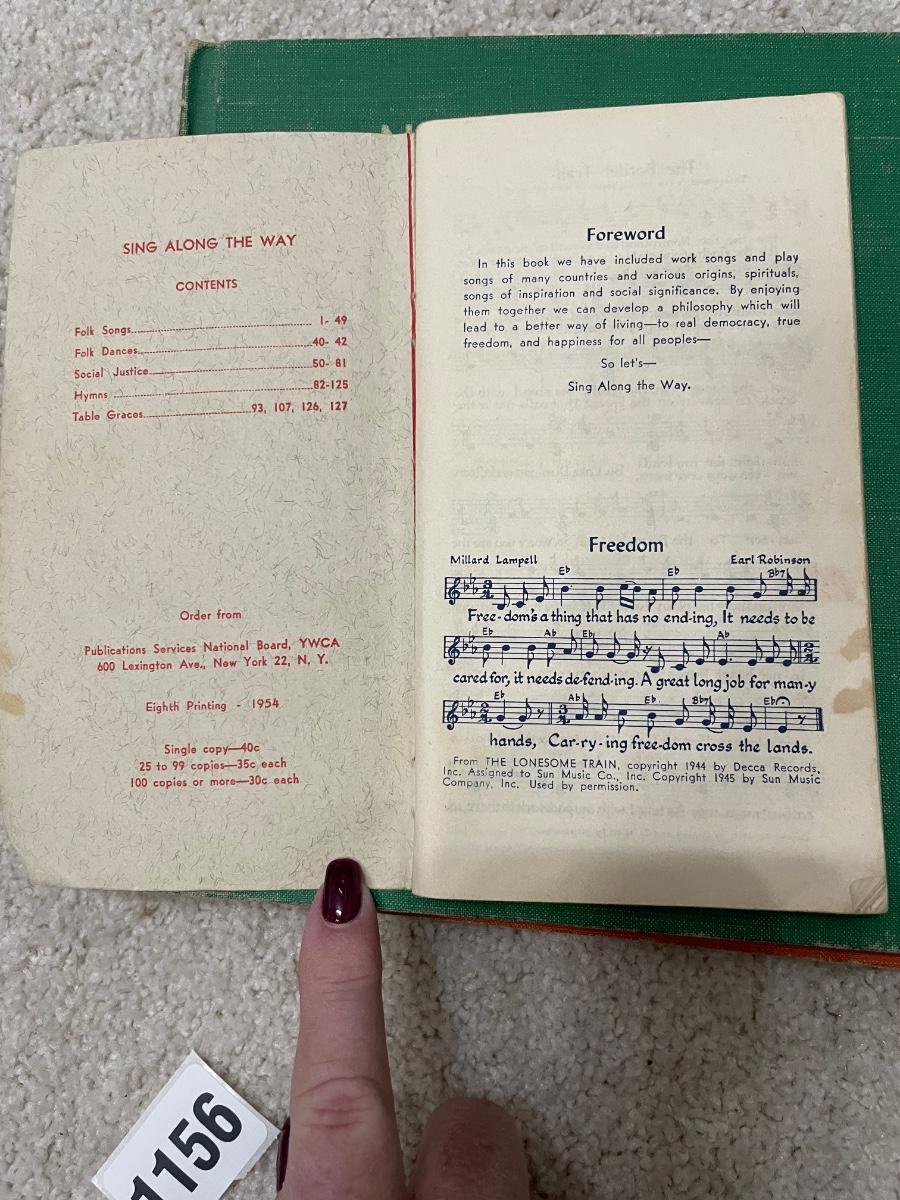 SING ALONG THE WAY
CONTENTS
Folk Songs 1- 49
Folk Dances 40- 42
Social Justice 50- 81
Hymns 82-125
Table Graces 93, 107, 126, 127
Order from
Publications Services National Board, YWCA
600 Lexington Ave., New York 22, N. Y.
Eighth Printing - 1954
Single copy—40c
25 to 99 copies—35c each
100 copies or more—30c each
Foreword
In this book we have included work songs and play
songs of many countries and various origins, spirituals,
songs of inspiration and social significance. By enjoying
them together we can develop a philosophy which will
lead to a better way of living—to real democracy, true
freedom, and happiness for all peoples—
So let's—
Sing Along the Way.
Freedom
Millard Lampell Earl Robinson
Eb Eb Bb7
3 4
Free-dom's a thing that has no end-ing, It needs to be
Eb Ab Eb Ab
2 4
cared for, it needs de-fend-ing. A great long job for man-y
Eb Ab Eb Bb7 Eb
2 4 3 4
hands, Car-ry-ing free-dom cross the lands.
From THE LONESOME TRAIN, copyright 1944 by Decca Records,
Inc. Assigned to Sun Music Co., Inc. Copyright 1945 by Sun Music
Company, Inc. Used by permission.
1156